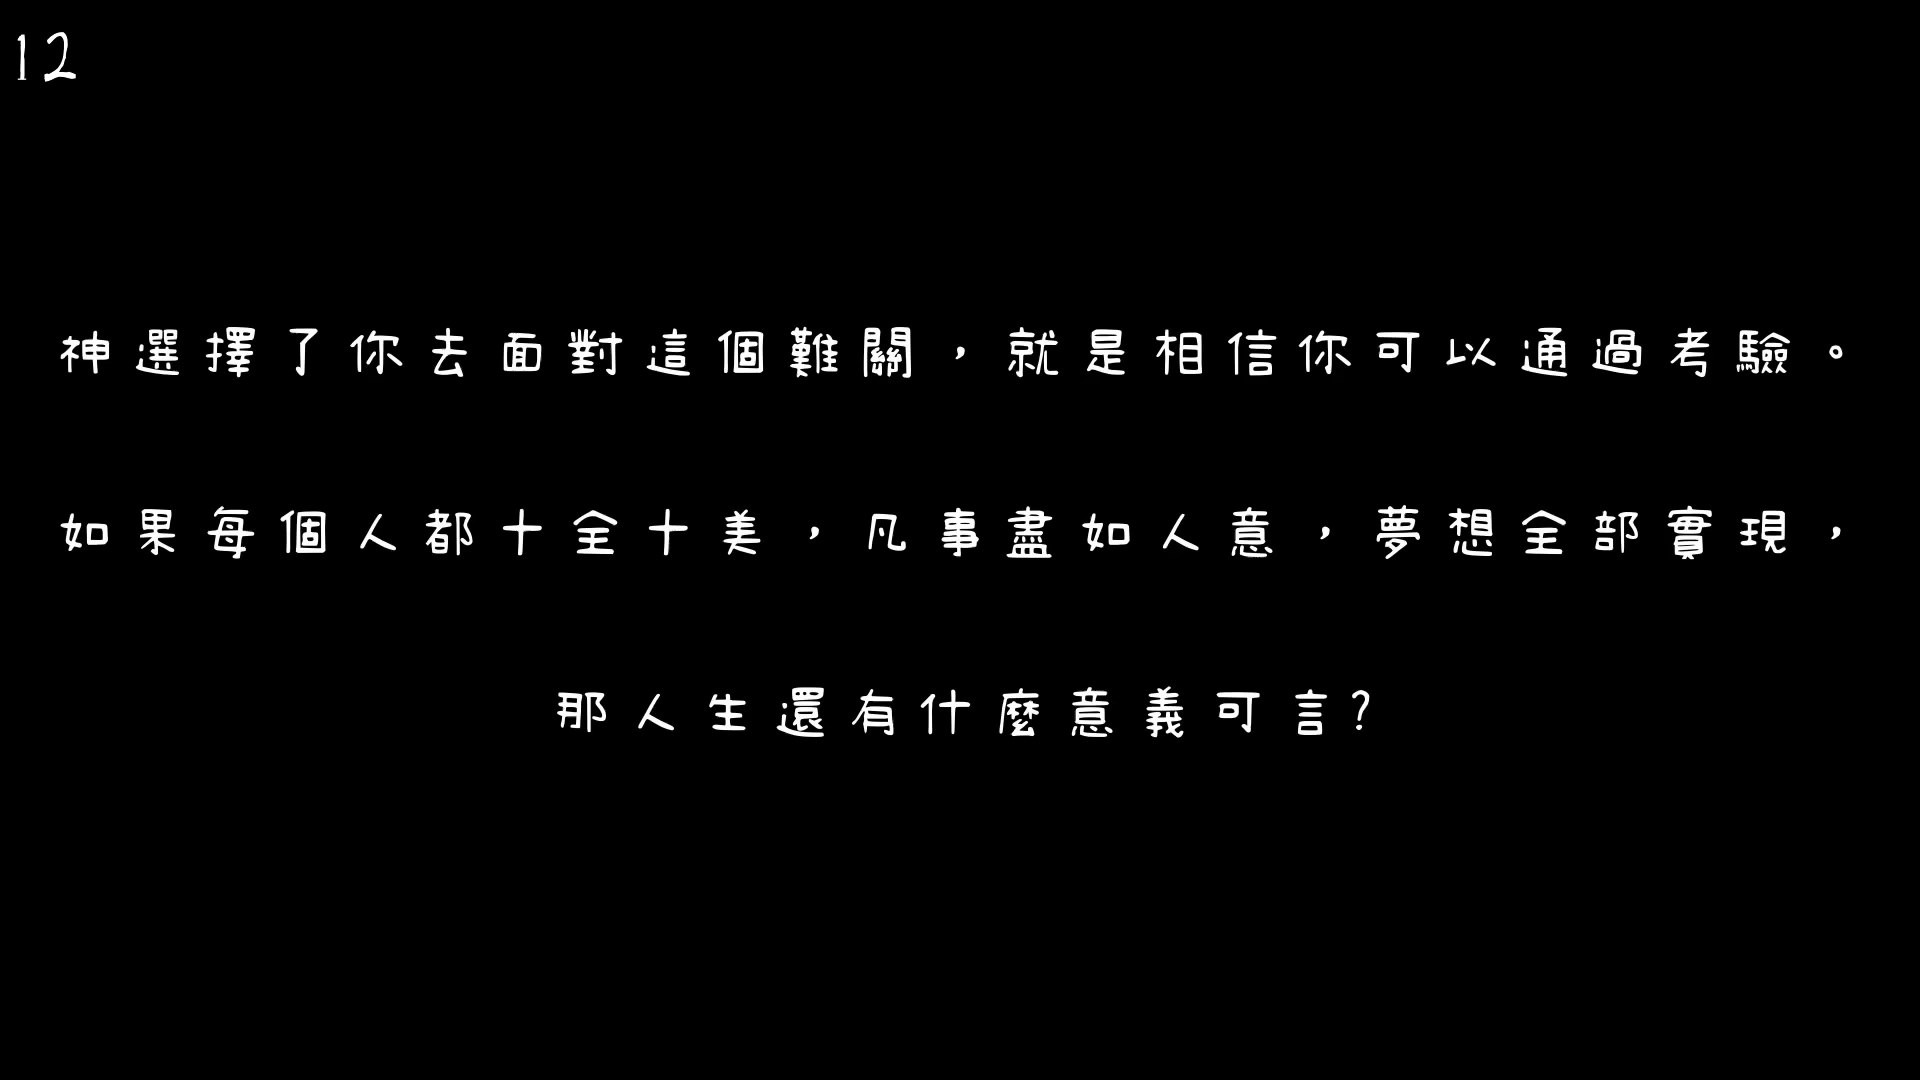 12
神選擇了你去面對這個難關，就是相信你可以通過考驗。
如果每個人都十全十美，凡事盡如人意，夢想全部實現，
那人生還有什麼意義可言?